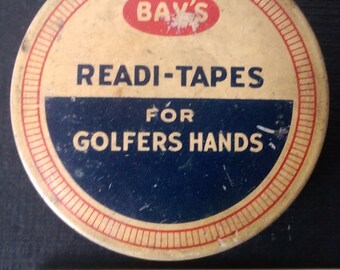 BAY'S
READI-TAPES
FOR
GOLFERS HANDS